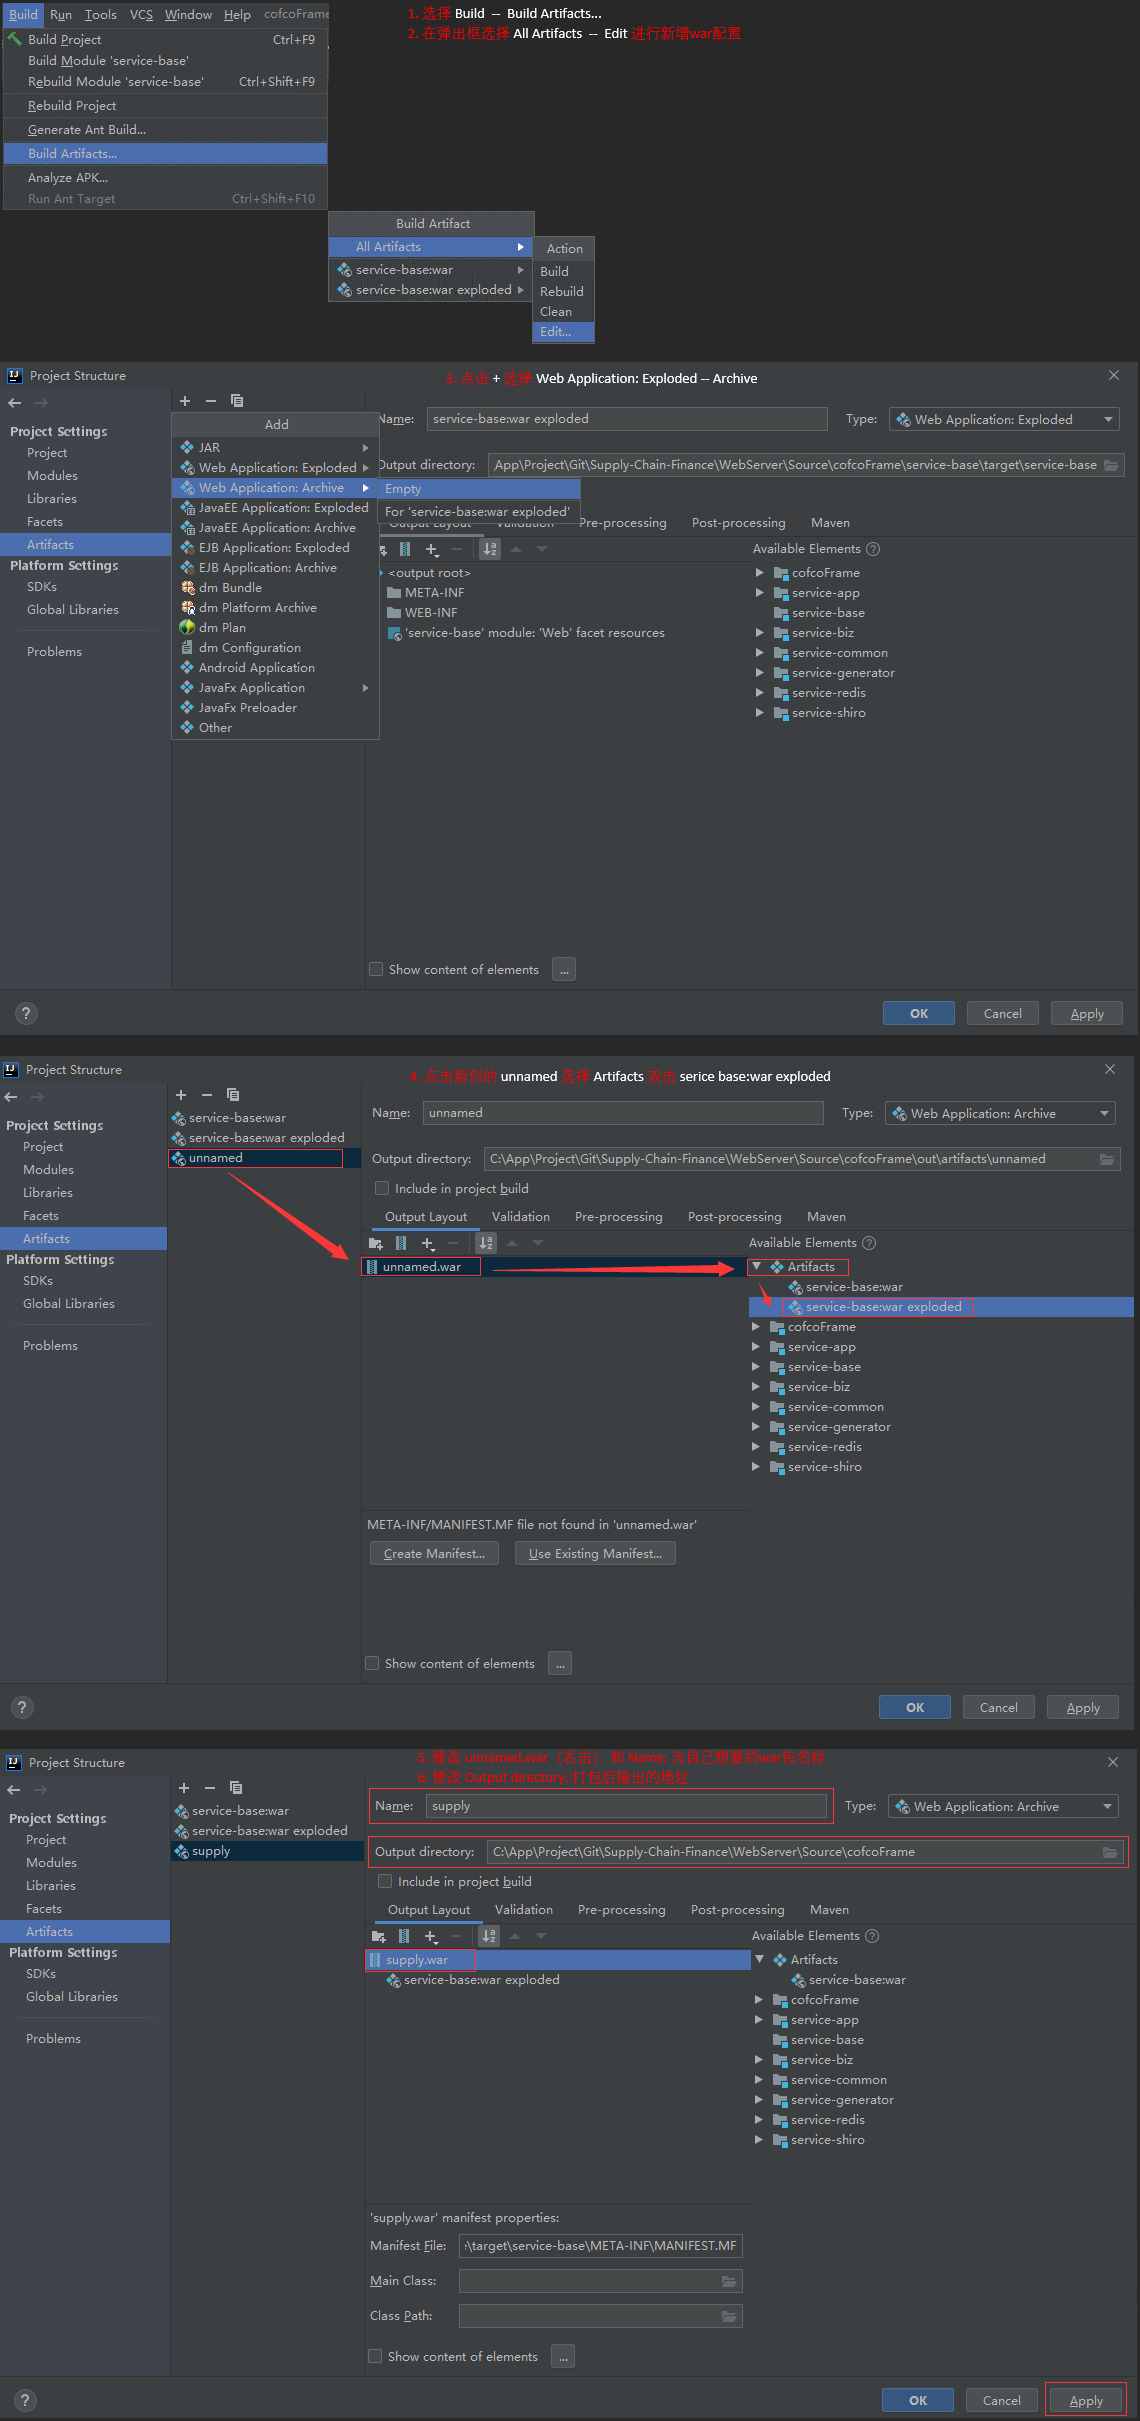 Build Run Tools VCS Window Help cofcoFrame
1. 选择 Build -- Build Artifacts...
2. 在弹出框选择 All Artifacts -- Edit 进行新增war配置
Build Project Ctrl+F9
Build Module 'service-base'
Rebuild Module 'service-base' Ctrl+Shift+F9
Rebuild Project
Generate Ant Build...
Build Artifacts...
Analyze APK...
Run Ant Target Ctrl+Shift+F10
Build Artifact
All Artifacts
service-base:war
service-base:war exploded
Action
Build
Rebuild
Clean
Edit...
Project Structure
3. 点击 + 选择 Web Application: Exploded -- Archive
Project Settings
Project
Modules
Libraries
Facets
Artifacts
Platform Settings
SDKs
Global Libraries
Problems
Add
JAR
Web Application: Exploded
Web Application: Archive
JavaEE Application: Exploded
JavaEE Application: Archive
EJB Application: Exploded
EJB Application: Archive
dm Bundle
dm Platform Archive
dm Plan
dm Configuration
Android Application
JavaFx Application
JavaFx Preloader
Other
Empty
For 'service-base:war exploded'
Name: service-base:war exploded Type: Web Application: Exploded
Output directory: App\Project\Git\Supply-Chain-Finance\WebServer\Source\cofcoFrame\service-base\target\service-base
Output Layout Validation Pre-processing Post-processing Maven
Available Elements ?
<output root>
META-INF
WEB-INF
'service-base' module: 'Web' facet resources
cofcoFrame
service-app
service-base
service-biz
service-common
service-generator
service-redis
service-shiro
Show content of elements ...
? OK Cancel Apply
Project Structure
4. 点击新创的 unnamed 选择 Artifacts 双击 serice base:war exploded
Project Settings
Project
Modules
Libraries
Facets
Artifacts
Platform Settings
SDKs
Global Libraries
Problems
service-base:war
service-base:war exploded
unnamed
Name: unnamed Type: Web Application: Archive
Output directory: C:\App\Project\Git\Supply-Chain-Finance\WebServer\Source\cofcoFrame\out\artifacts\unnamed
Include in project build
Output Layout Validation Pre-processing Post-processing Maven
Available Elements ?
unnamed.war
Artifacts
service-base:war
service-base:war exploded
cofcoFrame
service-app
service-base
service-biz
service-common
service-generator
service-redis
service-shiro
META-INF/MANIFEST.MF file not found in 'unnamed.war'
Create Manifest... Use Existing Manifest...
Show content of elements ...
? OK Cancel Apply
Project Structure
5. 修改 unnamed.war（右击） 和 Name: 为自己想要的war包名称
6. 修改 Output directory: 打包后输出的地址
Project Settings
Project
Modules
Libraries
Facets
Artifacts
Platform Settings
SDKs
Global Libraries
Problems
service-base:war
service-base:war exploded
supply
Name: supply Type: Web Application: Archive
Output directory: C:\App\Project\Git\Supply-Chain-Finance\WebServer\Source\cofcoFrame
Include in project build
Output Layout Validation Pre-processing Post-processing Maven
Available Elements ?
supply.war
service-base:war exploded
Artifacts
service-base:war
cofcoFrame
service-app
service-base
service-biz
service-common
service-generator
service-redis
service-shiro
'supply.war' manifest properties:
Manifest File: \target\service-base\META-INF\MANIFEST.MF
Main Class:
Class Path:
Show content of elements ...
? OK Cancel Apply